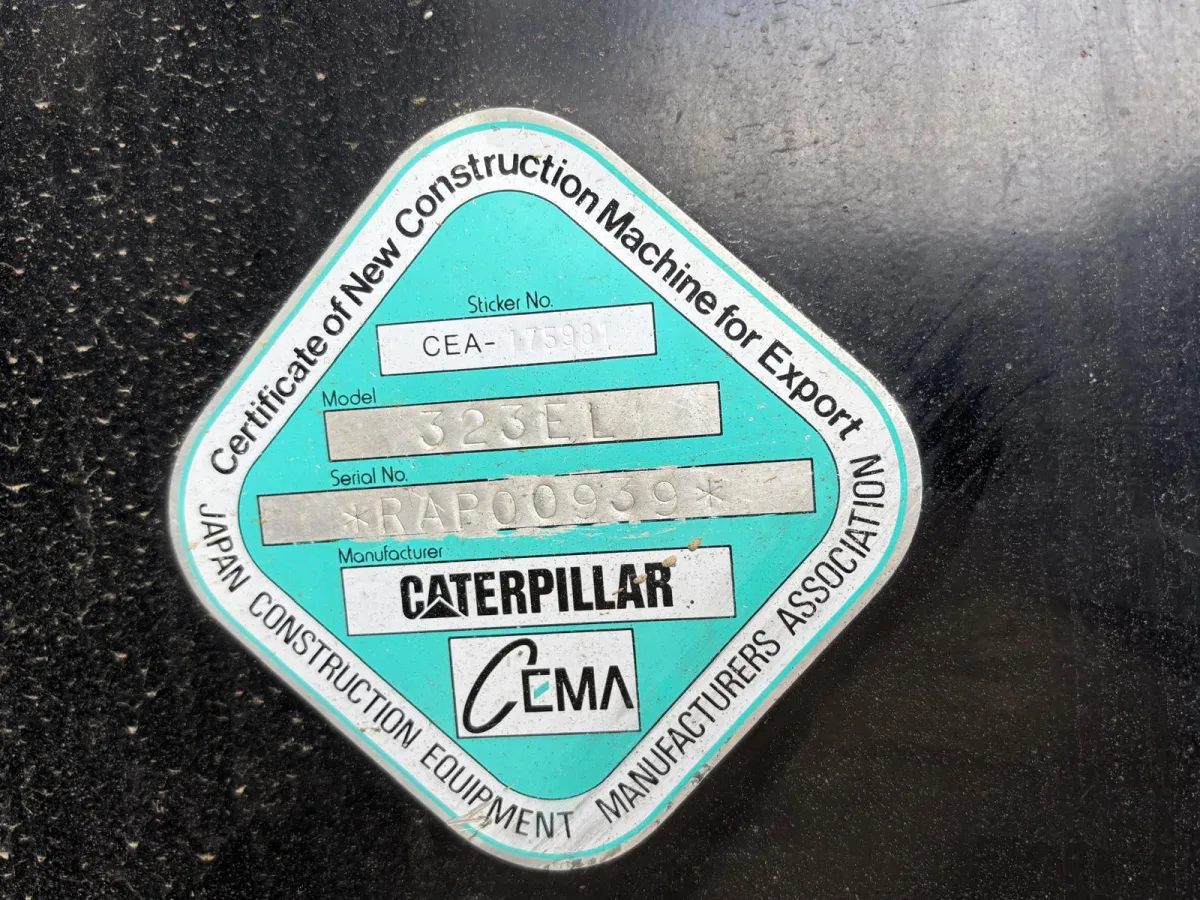 Certificate of New Construction Machine for Export
Sticker No.
CEA-175981
Model
323EL
Serial No.
*RAP00939*
Manufacturer
CATERPILLAR
CEMA
JAPAN CONSTRUCTION EQUIPMENT MANUFACTURERS ASSOCIATION